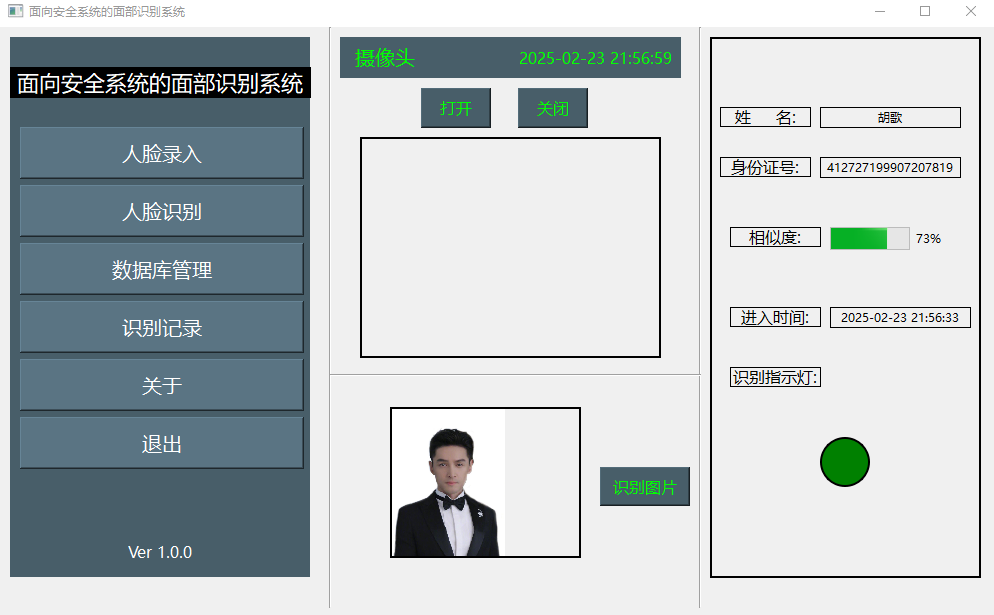 面向安全系统的面部识别系统
面向安全系统的面部识别系统
人脸录入
人脸识别
数据库管理
识别记录
关于
退出
Ver 1.0.0
摄像头 2025-02-23 21:56:59
打开 关闭
识别图片
姓 名: 胡歌
身份证号: 412727199907207819
相似度: 73%
进入时间: 2025-02-23 21:56:33
识别指示灯: